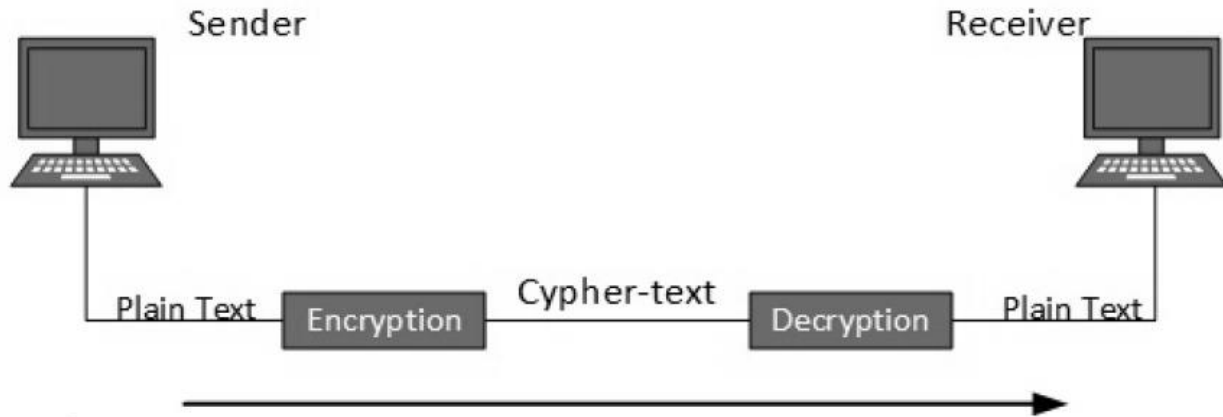 Sender
Receiver
Plain Text
Encryption
Cypher-text
Decryption
Plain Text